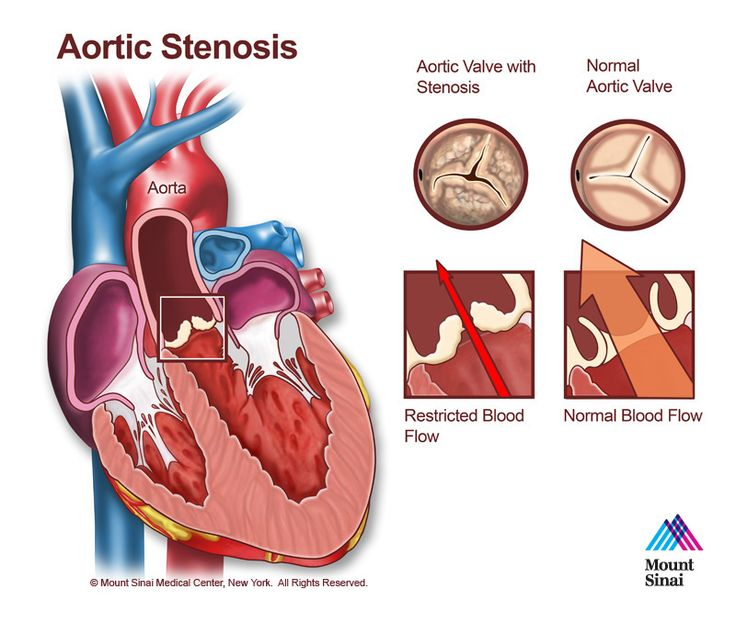 Aortic Stenosis
Aorta
Aortic Valve with
Stenosis
Normal
Aortic Valve
Restricted Blood
Flow
Normal Blood Flow
© Mount Sinai Medical Center, New York.  All Rights Reserved.
Mount
Sinai